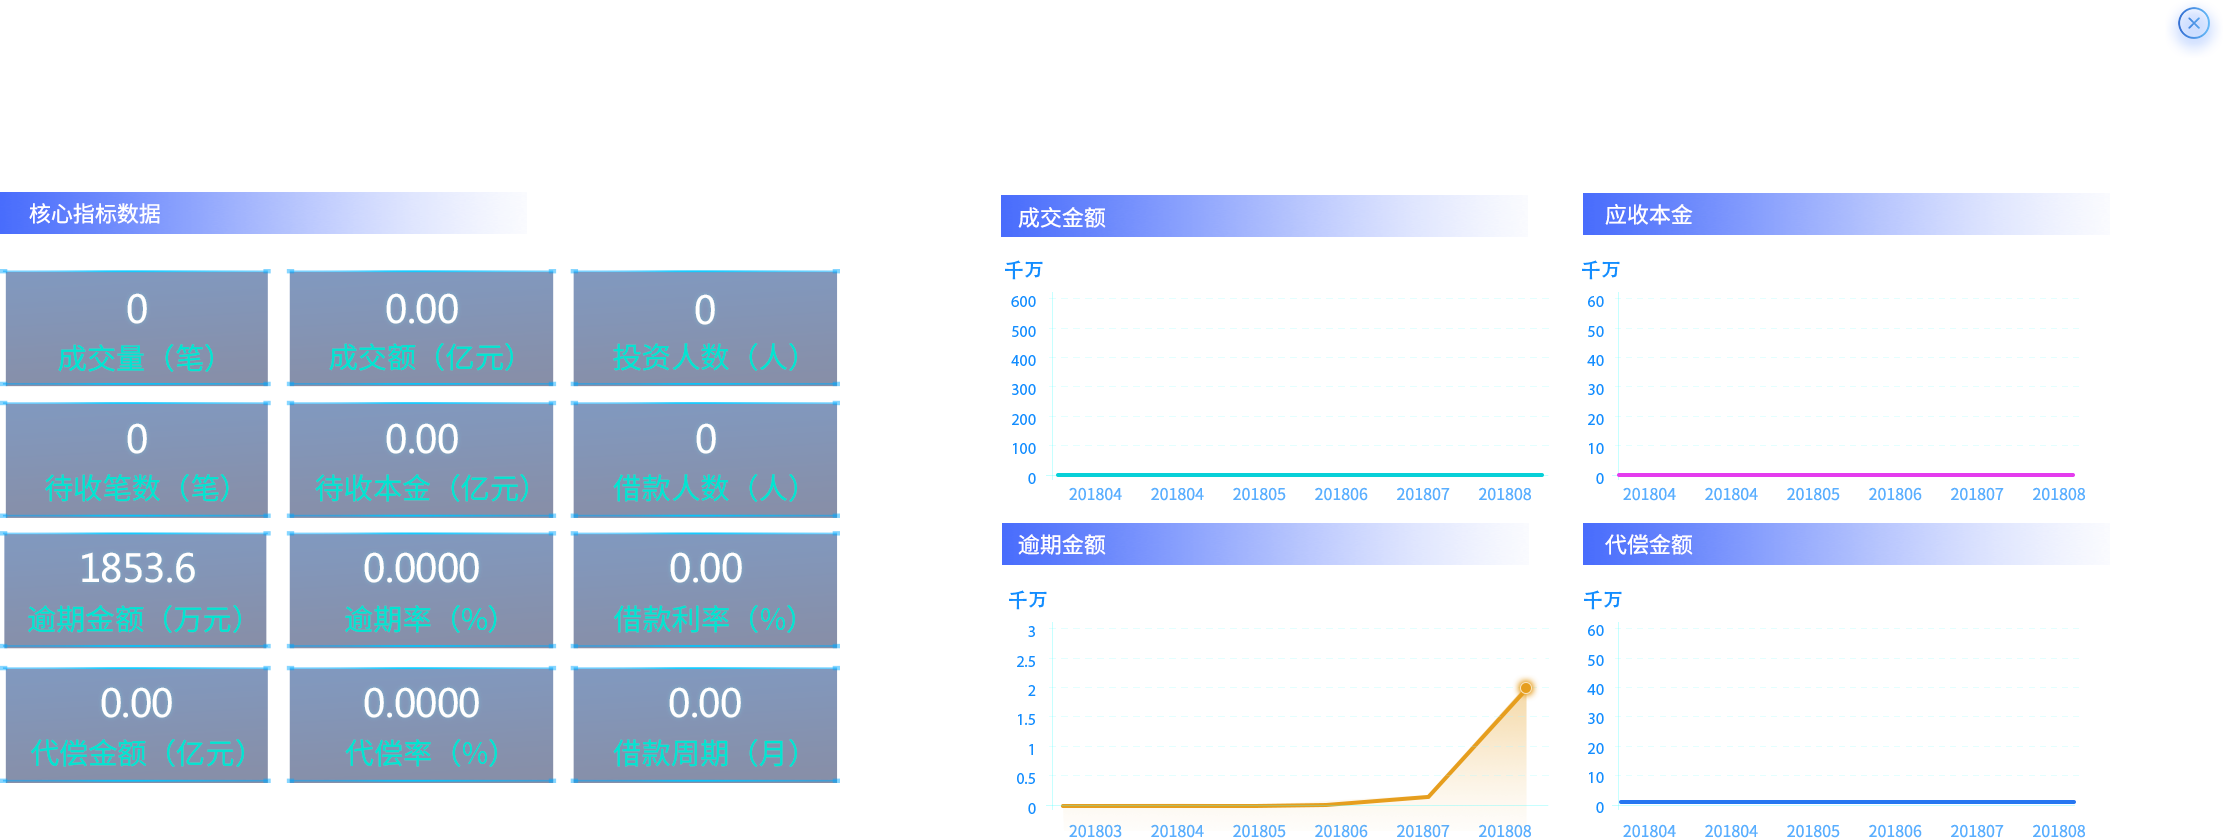 核心指标数据
0
成交量（笔）
0.00
成交额（亿元）
0
投资人数（人）
0
待收笔数（笔）
0.00
待收本金（亿元）
0
借款人数（人）
1853.6
逾期金额（万元）
0.0000
逾期率（%）
0.00
借款利率（%）
0.00
代偿金额（亿元）
0.0000
代偿率（%）
0.00
借款周期（月）
成交金额
千万
600
500
400
300
200
100
0
201804 201804 201805 201806 201807 201808
应收本金
千万
60
50
40
30
20
10
0
201804 201804 201805 201806 201807 201808
逾期金额
千万
3
2.5
2
1.5
1
0.5
0
201803 201804 201805 201806 201807 201808
代偿金额
千万
60
50
40
30
20
10
0
201804 201804 201805 201806 201807 201808